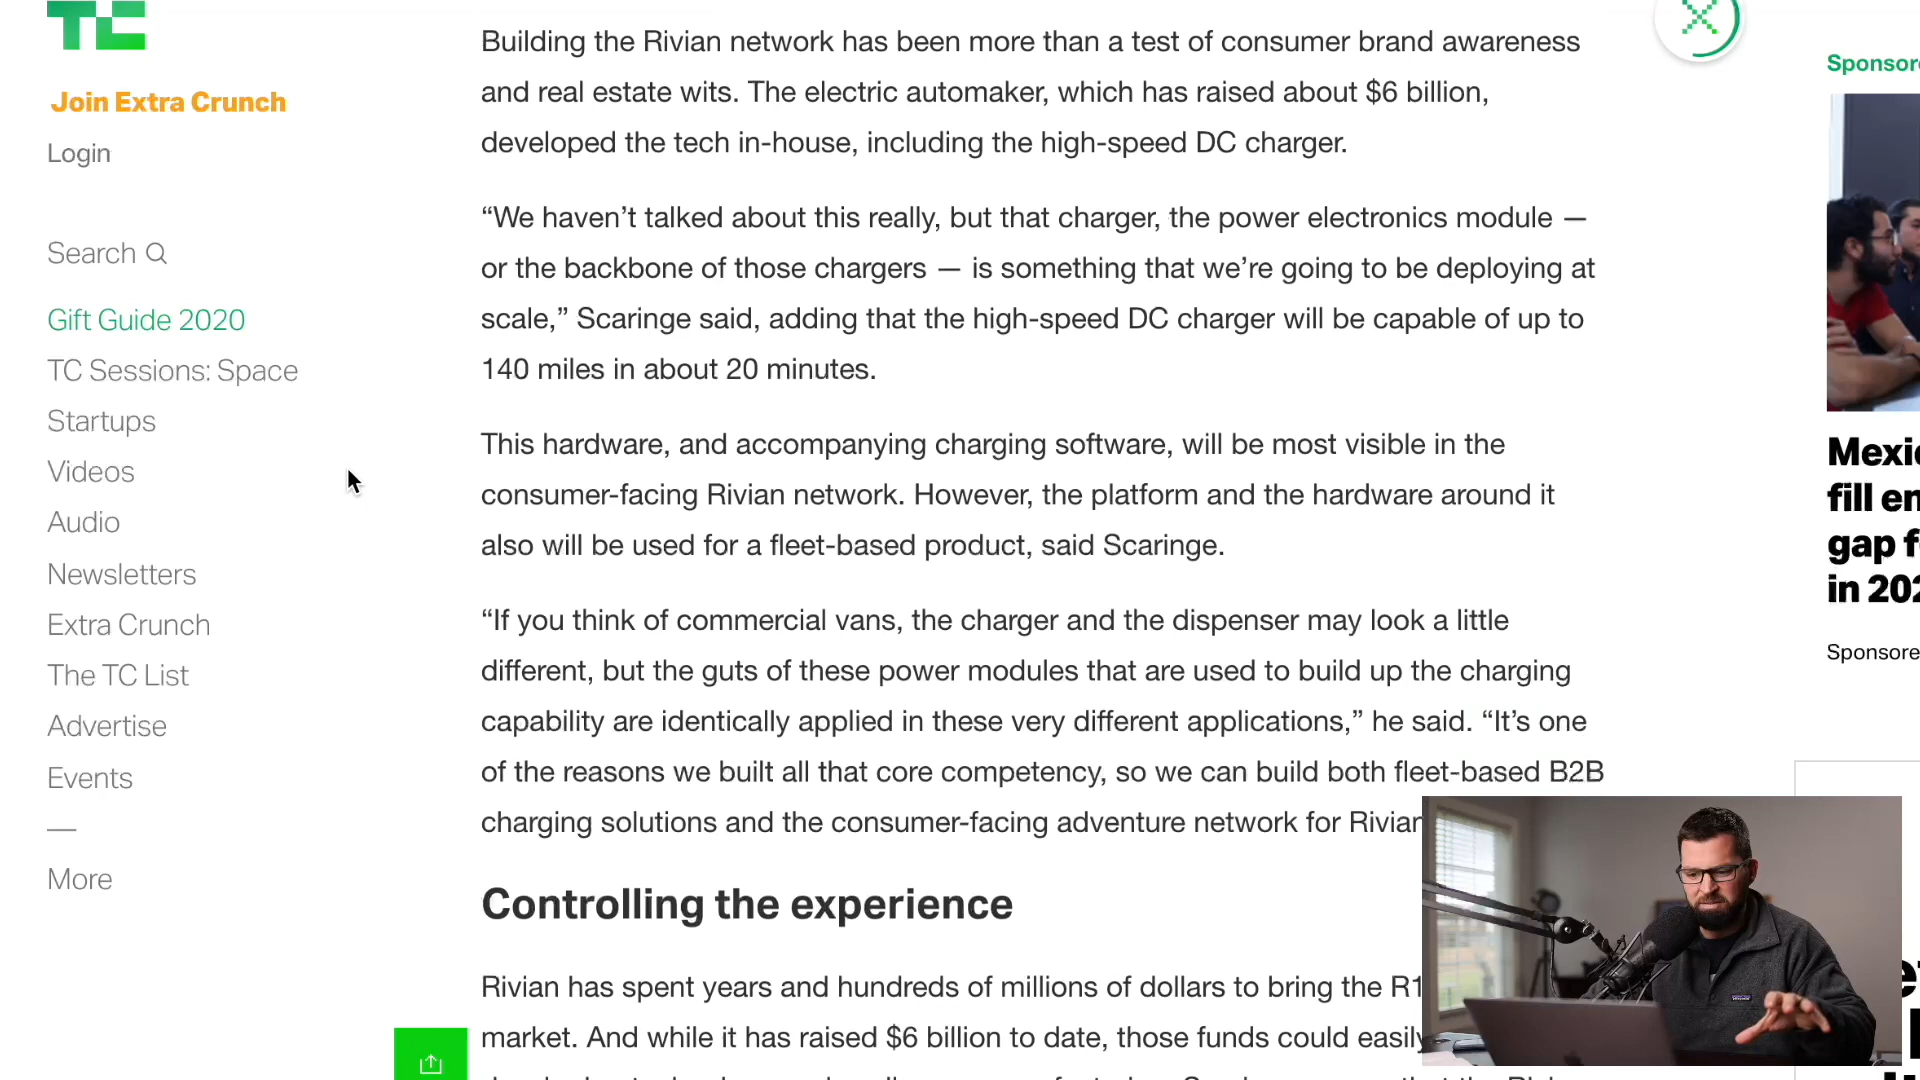 TC
Join Extra Crunch
Login
Search
Gift Guide 2020
TC Sessions: Space
Startups
Videos
Audio
Newsletters
Extra Crunch
The TC List
Advertise
Events
—
More
Building the Rivian network has been more than a test of consumer brand awareness
and real estate wits. The electric automaker, which has raised about $6 billion,
developed the tech in-house, including the high-speed DC charger.
“We haven’t talked about this really, but that charger, the power electronics module —
or the backbone of those chargers — is something that we’re going to be deploying at
scale,” Scaringe said, adding that the high-speed DC charger will be capable of up to
140 miles in about 20 minutes.
This hardware, and accompanying charging software, will be most visible in the
consumer-facing Rivian network. However, the platform and the hardware around it
also will be used for a fleet-based product, said Scaringe.
“If you think of commercial vans, the charger and the dispenser may look a little
different, but the guts of these power modules that are used to build up the charging
capability are identically applied in these very different applications,” he said. “It’s one
of the reasons we built all that core competency, so we can build both fleet-based B2B
charging solutions and the consumer-facing adventure network for Rivian
Controlling the experience
Rivian has spent years and hundreds of millions of dollars to bring the R1
market. And while it has raised $6 billion to date, those funds could easily
Sponsore
Mexic
fill en
gap fo
in 202
Sponsore